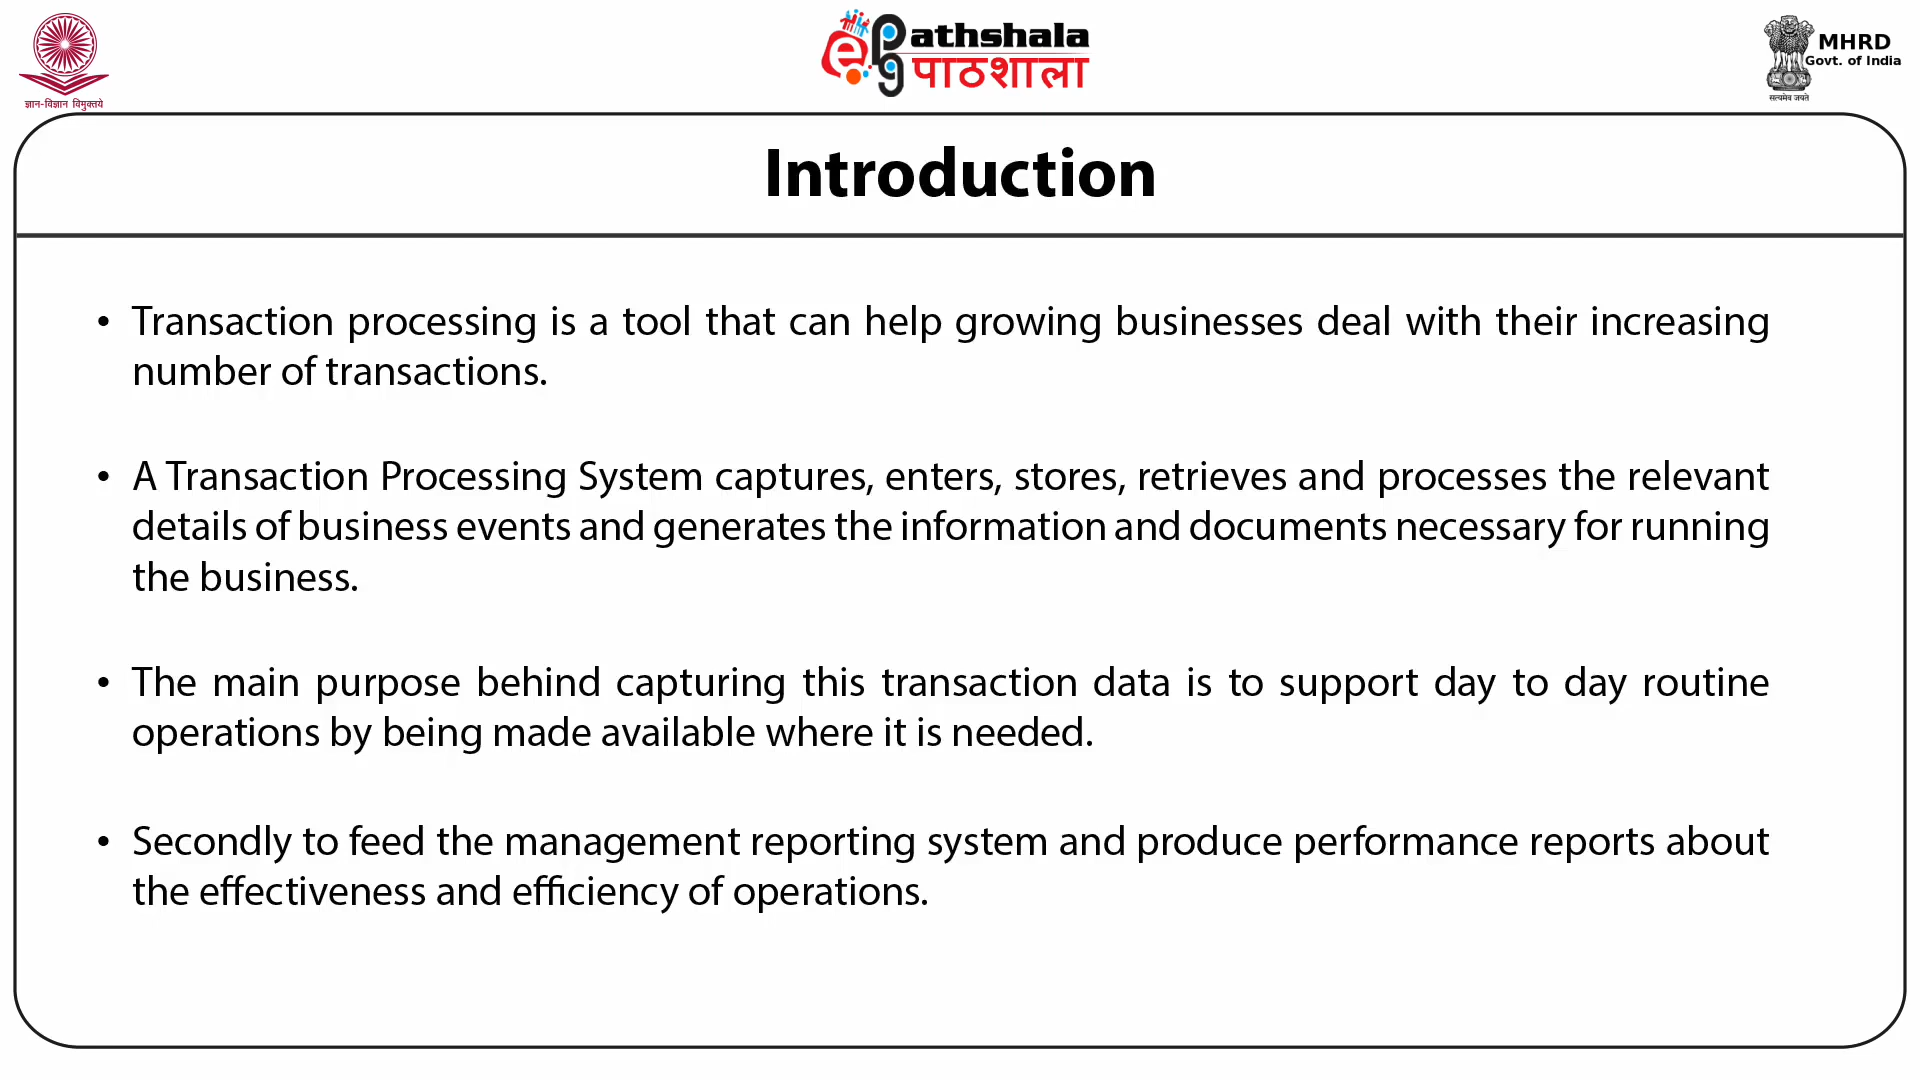 ज्ञान-विज्ञान विमुक्तये
ePg Pathshala
पाठशाला
MHRD
Govt. of India
सत्यमेव जयते
Introduction
• Transaction processing is a tool that can help growing businesses deal with their increasing
number of transactions.
• A Transaction Processing System captures, enters, stores, retrieves and processes the relevant
details of business events and generates the information and documents necessary for running
the business.
• The main purpose behind capturing this transaction data is to support day to day routine
operations by being made available where it is needed.
• Secondly to feed the management reporting system and produce performance reports about
the effectiveness and efficiency of operations.